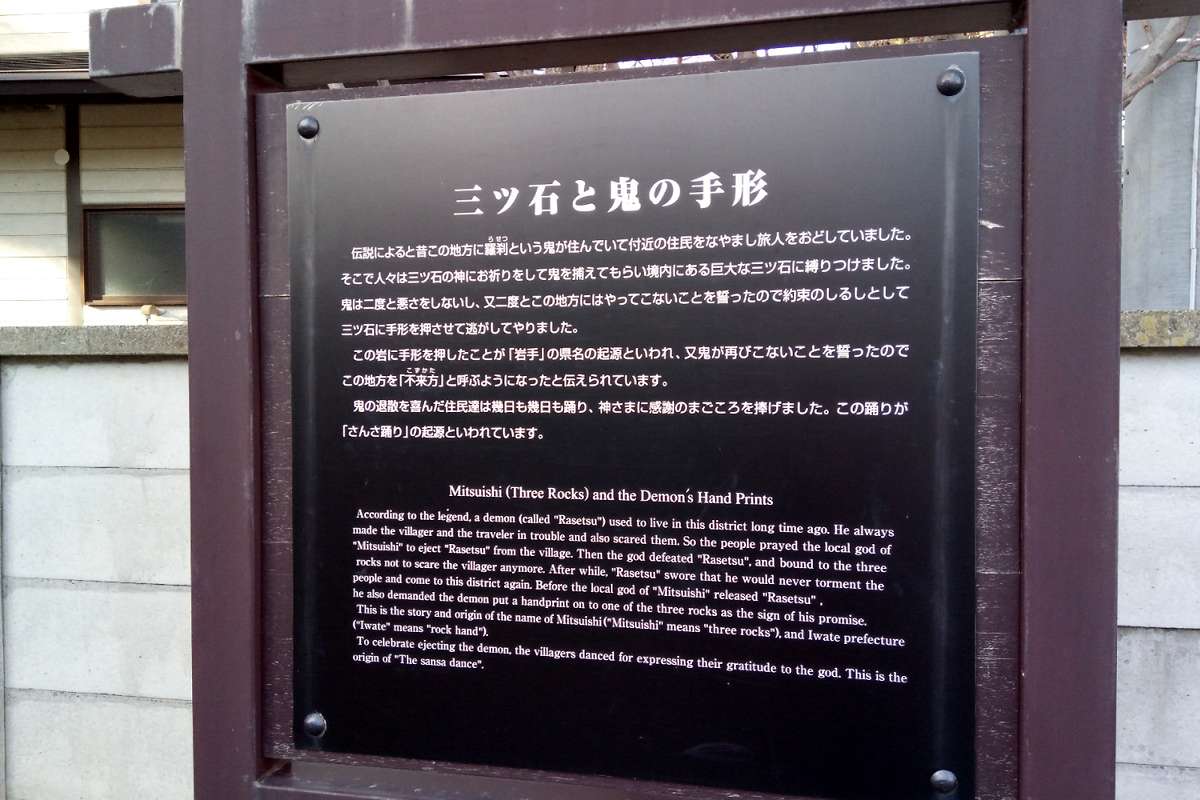 三ツ石と鬼の手形
伝説によると昔この地方に羅刹という鬼が住んでいて付近の住民をなやまし旅人をおどしていました。
らせつ
そこで人々は三ツ石の神にお祈りをして鬼を捕えてもらい境内にある巨大な三ツ石に縛りつけました。
鬼は二度と悪さをしないし、又二度とこの地方にはやってこないことを誓ったので約束のしるしとして
三ツ石に手形を押させて逃がしてやりました。
この岩に手形を押したことが「岩手」の県名の起源といわれ、又鬼が再びこないことを誓ったので
この地方を「不来方」と呼ぶようになったと伝えられています。
こずかた
鬼の退散を喜んだ住民達は幾日も幾日も踊り、神さまに感謝のまごころを捧げました。この踊りが
「さんさ踊り」の起源といわれています。
Mitsuishi (Three Rocks) and the Demon's Hand Prints
According to the legend, a demon (called "Rasetsu") used to live in this district long time ago. He always
made the villager and the traveler in trouble and also scared them. So the people prayed the local god of
"Mitsuishi" to eject "Rasetsu" from the village. Then the god defeated "Rasetsu", and bound to the three
rocks not to scare the villager anymore. After while, "Rasetsu" swore that he would never torment the
people and come to this district again. Before the local god of "Mitsuishi" released "Rasetsu" ,
he also demanded the demon put a handprint on to one of the three rocks as the sign of his promise.
This is the story and origin of the name of Mitsuishi ("Mitsuishi" means "three rocks"), and Iwate prefecture
("Iwate" means "rock hand").
To celebrate ejecting the demon, the villagers danced for expressing their gratitude to the god. This is the
origin of "The sansa dance".